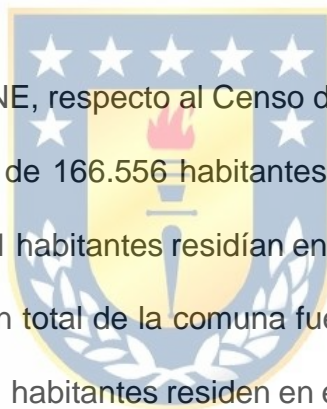 NE, respecto al Censo d
de 166.556 habitantes
habitantes residían en
n total de la comuna fue
habitantes residen en e